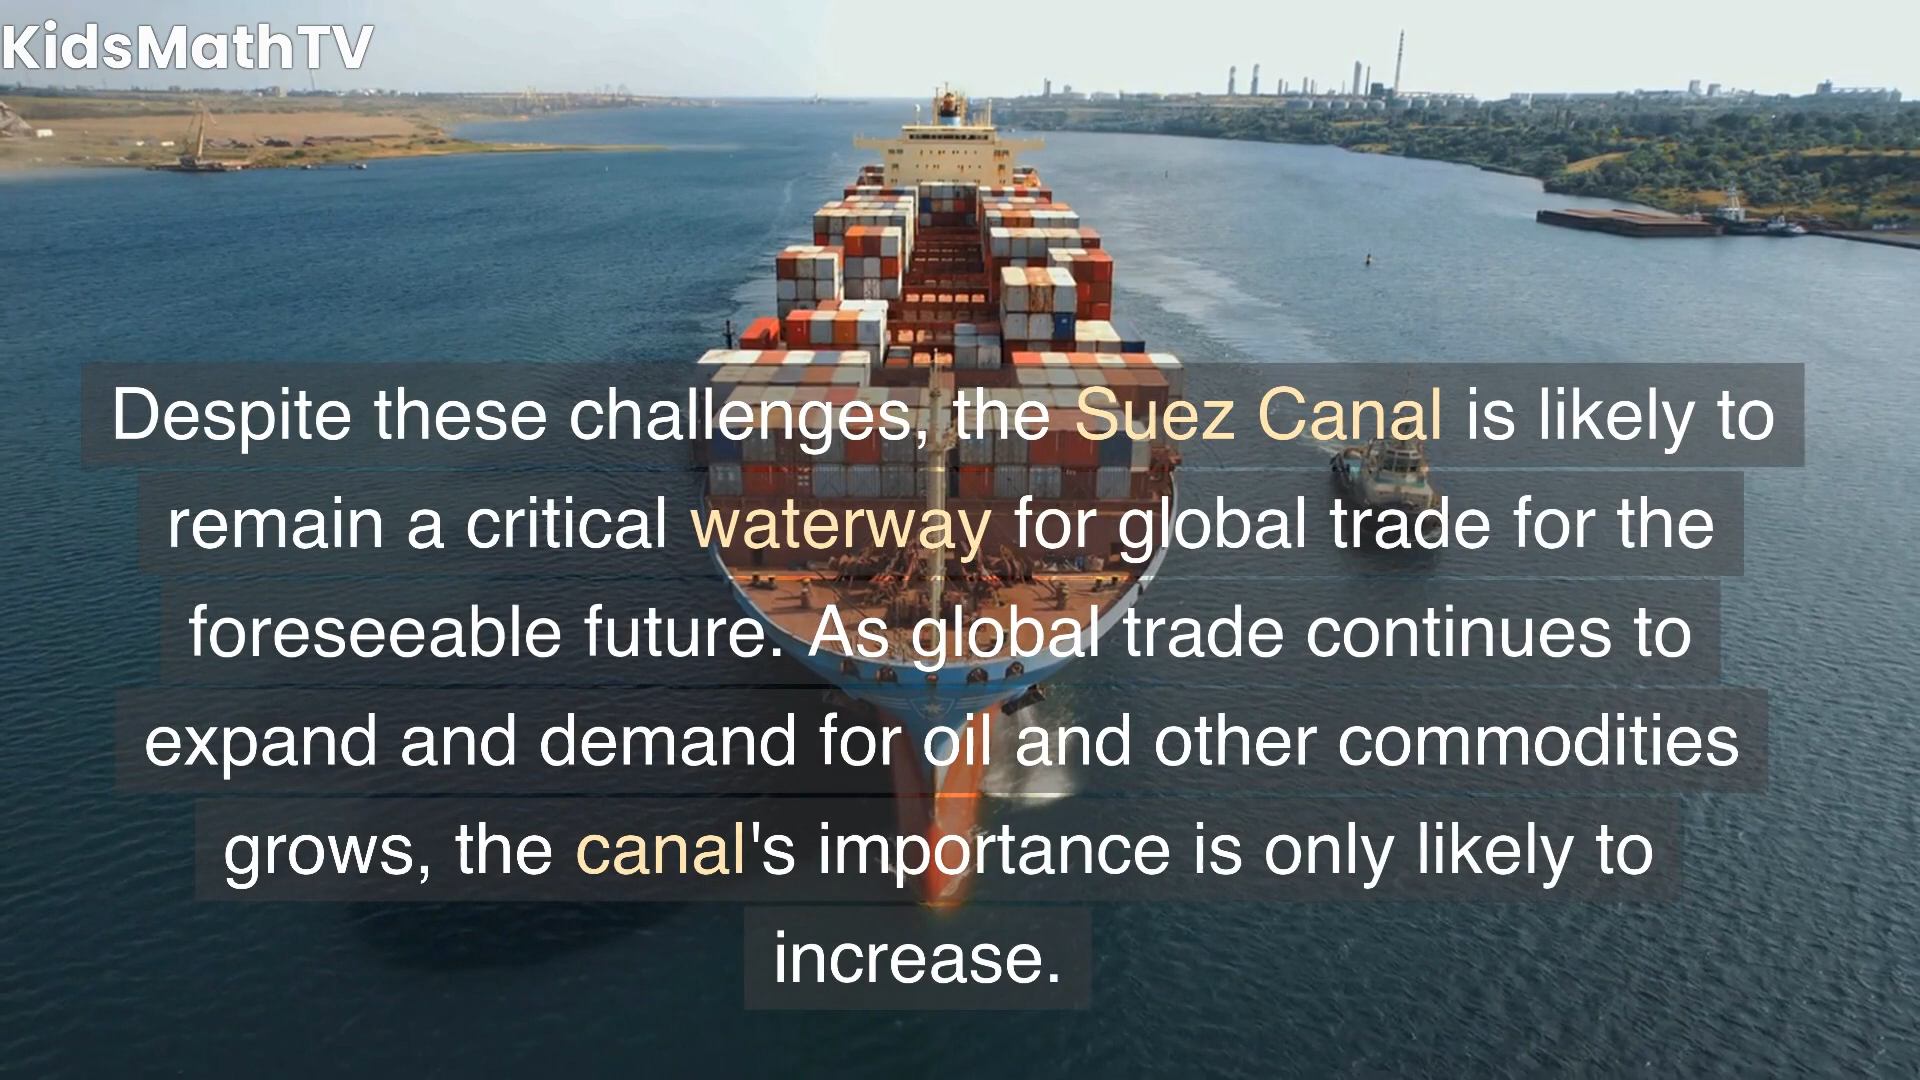 KidsMathTV
Despite these challenges, the Suez Canal is likely to
remain a critical waterway for global trade for the
foreseeable future. As global trade continues to
expand and demand for oil and other commodities
grows, the canal's importance is only likely to
increase.